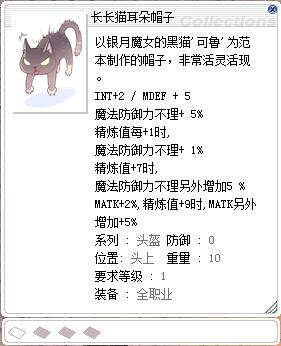 长长猫耳朵帽子
Collections
以银月魔女的黑猫'可鲁'为范
本制作的帽子，非常活灵活现
。
INT+2 / MDEF + 5
魔法防御力不理+ 5%
精炼值每+1时,
魔法防御力不理+ 1%
精炼值+7时,
魔法防御力不理另外增加5 %
MATK+2%,精炼值+9时,MATK另外
增加+5%
系列 : 头盔 防御 : 0
位置: 头上 重量 : 10
要求等级 : 1
装备 : 全职业